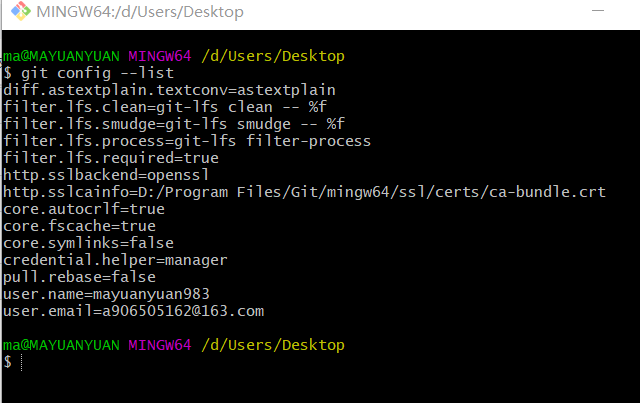 MINGW64:/d/Users/Desktop
ma@MAYUANYUAN MINGW64 /d/Users/Desktop
$ git config --list
diff.astextplain.textconv=astextplain
filter.lfs.clean=git-lfs clean -- %f
filter.lfs.smudge=git-lfs smudge -- %f
filter.lfs.process=git-lfs filter-process
filter.lfs.required=true
http.sslbackend=openssl
http.sslcainfo=D:/Program Files/Git/mingw64/ssl/certs/ca-bundle.crt
core.autocrlf=true
core.fscache=true
core.symlinks=false
credential.helper=manager
pull.rebase=false
user.name=mayuanyuan983
user.email=a906505162@163.com
ma@MAYUANYUAN MINGW64 /d/Users/Desktop
$